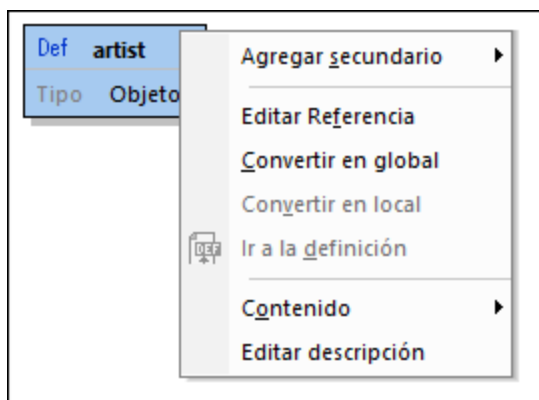 Def artist
Tipo Objeto
Agregar secundario
Editar Referencia
Convertir en global
Convertir en local
DEF Ir a la definición
Contenido
Editar descripción